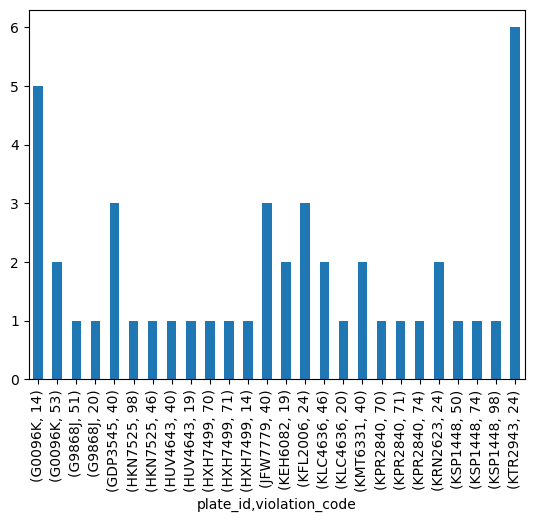 6
5
4
3
2
1
0
(G0096K, 14)
(G0096K, 53)
(G9868J, 51)
(G9868J, 20)
(GDP3545, 40)
(HKN7525, 98)
(HKN7525, 46)
(HUV4643, 40)
(HUV4643, 19)
(HXH7499, 70)
(HXH7499, 71)
(HXH7499, 14)
(JFW7779, 40)
(KEH6082, 19)
(KFL2006, 24)
(KLC4636, 46)
(KLC4636, 20)
(KMT6331, 40)
(KPR2840, 70)
(KPR2840, 71)
(KPR2840, 74)
(KRN2623, 24)
(KSP1448, 50)
(KSP1448, 74)
(KSP1448, 98)
(KTR2943, 24)
plate_id,violation_code